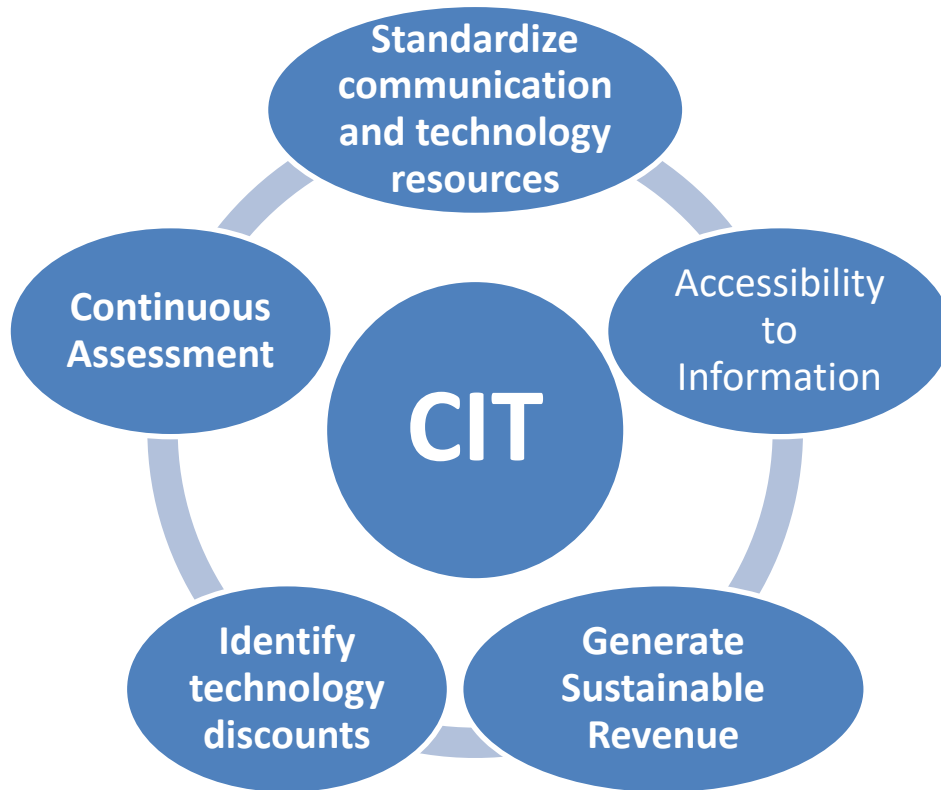 Standardize
communication
and technology
resources
Accessibility
to
Information
Generate
Sustainable
Revenue
Identify
technology
discounts
Continuous
Assessment
CIT